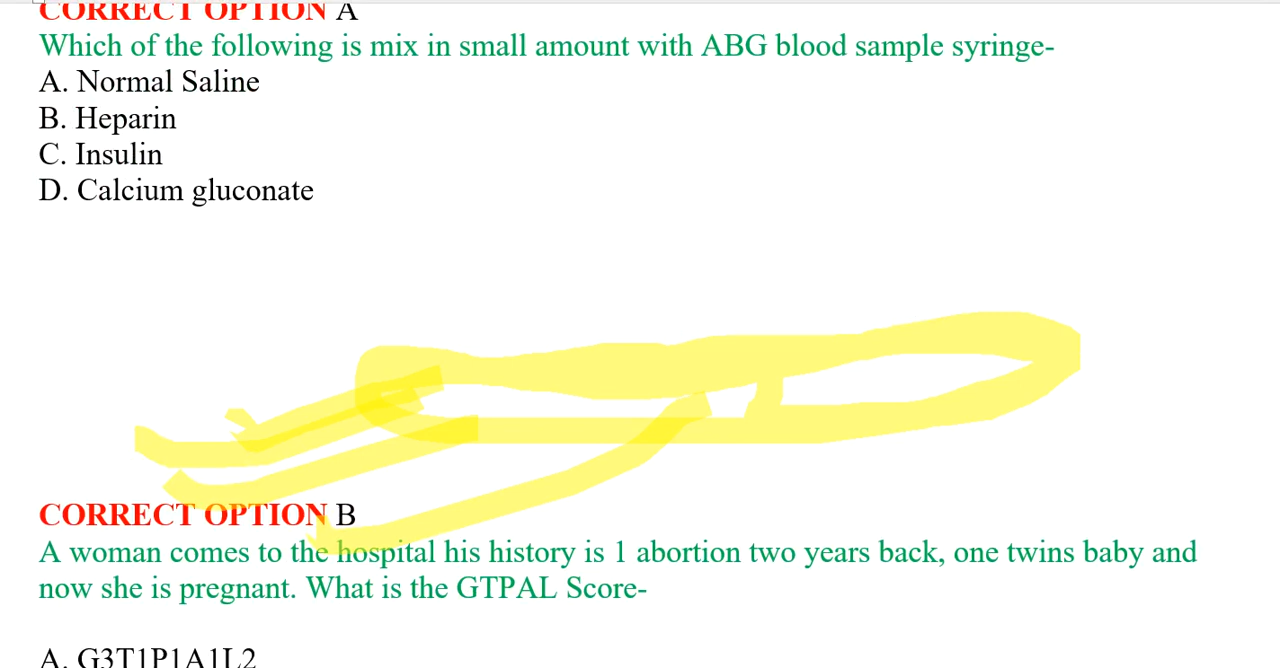 CORRECT OPTION A
Which of the following is mix in small amount with ABG blood sample syringe-
A. Normal Saline
B. Heparin
C. Insulin
D. Calcium gluconate
CORRECT OPTION B
A woman comes to the hospital his history is 1 abortion two years back, one twins baby and
now she is pregnant. What is the GTPAL Score-
A. G3T1P1A1L2